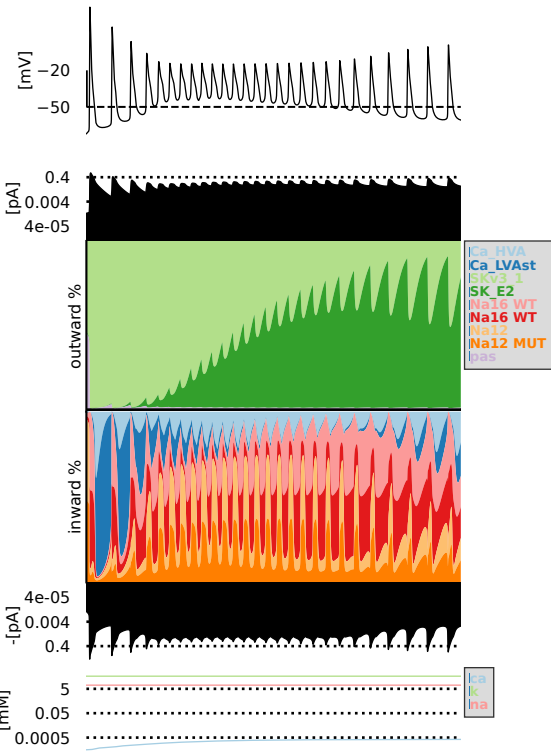 [mV]
−20
−50
[pA]
0.4
0.004
4e-05
outward %
Ca_HVA
Ca_LVAst
SKv3_1
SK_E2
Na16 WT
Na16 WT
Na12
Na12 MUT
pas
inward %
-[pA]
4e-05
0.004
0.4
[mM]
5
0.05
0.0005
ca
k
na